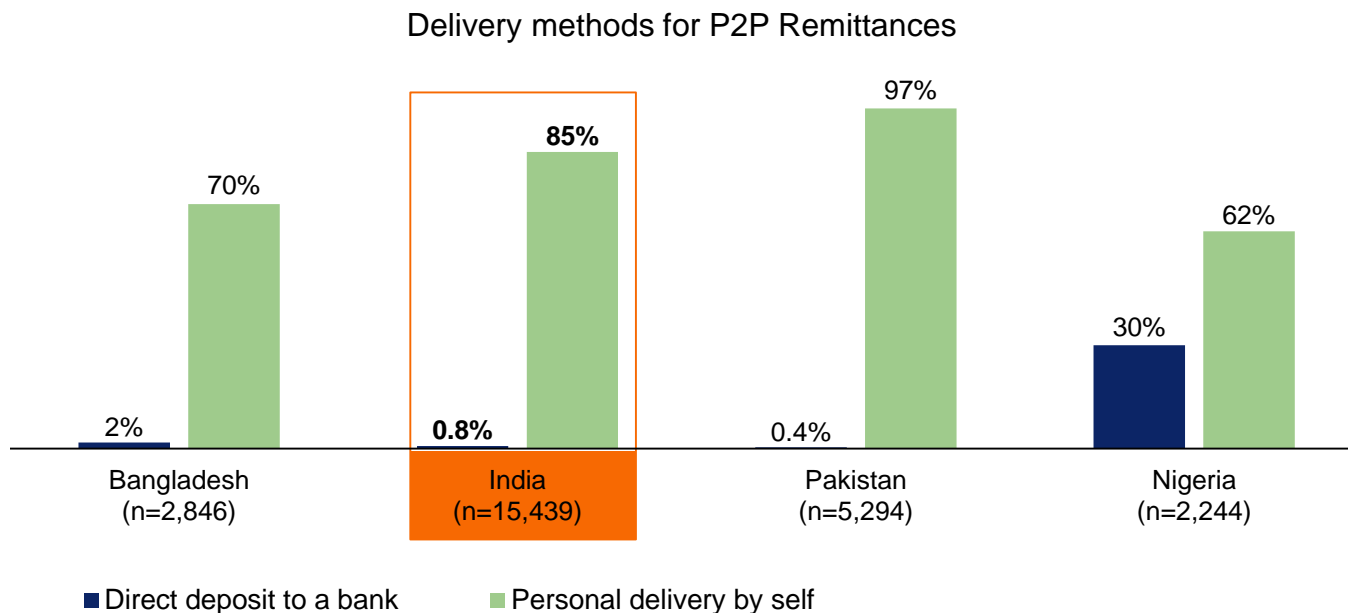 Delivery methods for P2P Remittances
97%
85%
70%
62%
30%
2%
0.8%
0.4%
Bangladesh
(n=2,846)
India
(n=15,439)
Pakistan
(n=5,294)
Nigeria
(n=2,244)
Direct deposit to a bank
Personal delivery by self